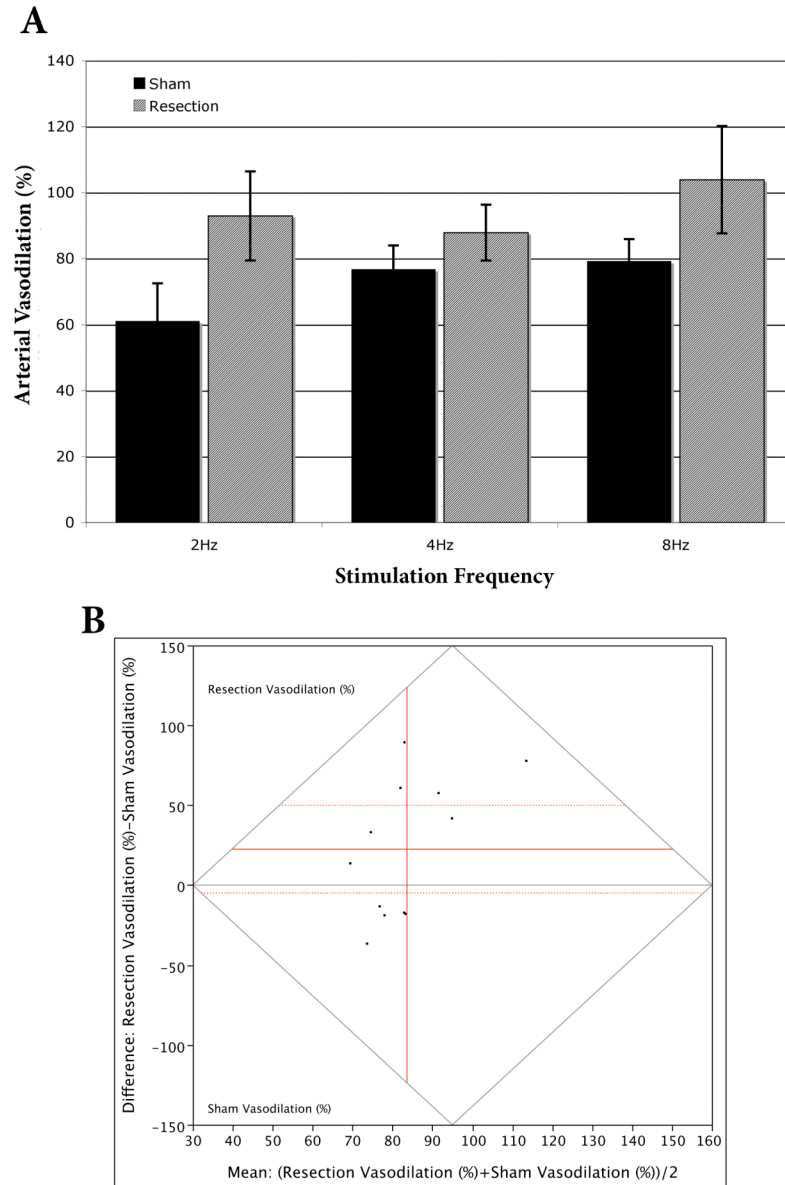 A
Arterial Vasodilation (%)
140
120
100
80
60
40
20
0
Sham
Resection
2Hz
4Hz
8Hz
Stimulation Frequency
B
Difference: Resection Vasodilation (%)−Sham Vasodilation (%)
150
100
50
0
−50
−100
−150
Resection Vasodilation (%)
Sham Vasodilation (%)
30 40 50 60 70 80 90 100 110 120 130 140 150 160
Mean: (Resection Vasodilation (%)+Sham Vasodilation (%))/2